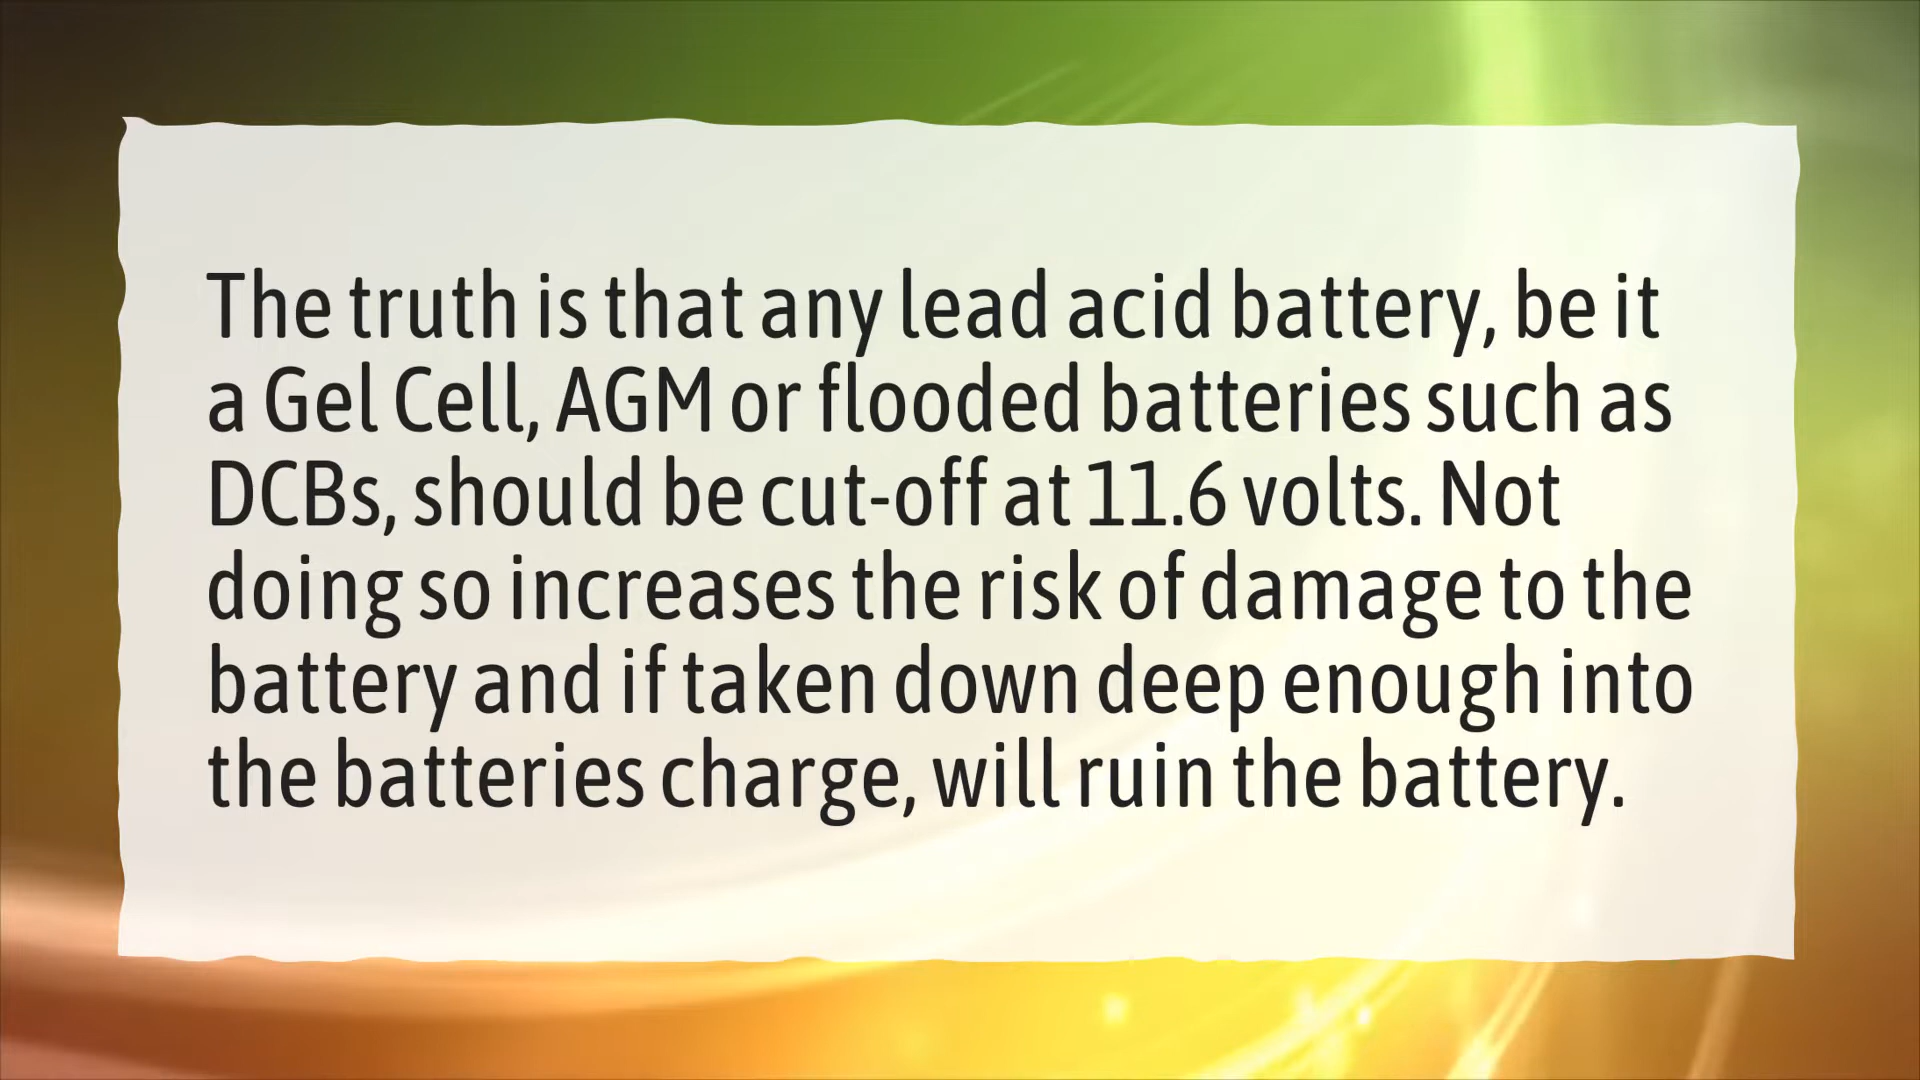 The truth is that any lead acid battery, be it
a Gel Cell, AGM or flooded batteries such as
DCBs, should be cut-off at 11.6 volts. Not
doing so increases the risk of damage to the
battery and if taken down deep enough into
the batteries charge, will ruin the battery.